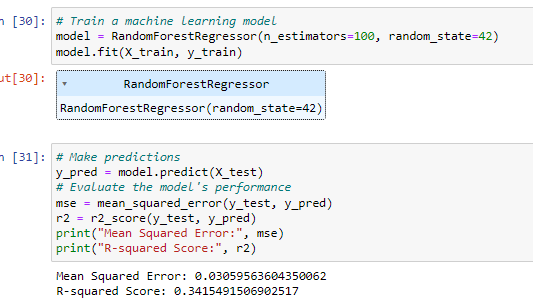 n [30]: # Train a machine learning model
model = RandomForestRegressor(n_estimators=100, random_state=42)
model.fit(X_train, y_train)
ut[30]: RandomForestRegressor
RandomForestRegressor(random_state=42)
n [31]: # Make predictions
y_pred = model.predict(X_test)
# Evaluate the model's performance
mse = mean_squared_error(y_test, y_pred)
r2 = r2_score(y_test, y_pred)
print("Mean Squared Error:", mse)
print("R-squared Score:", r2)
Mean Squared Error: 0.03059563604350062
R-squared Score: 0.3415491506902517